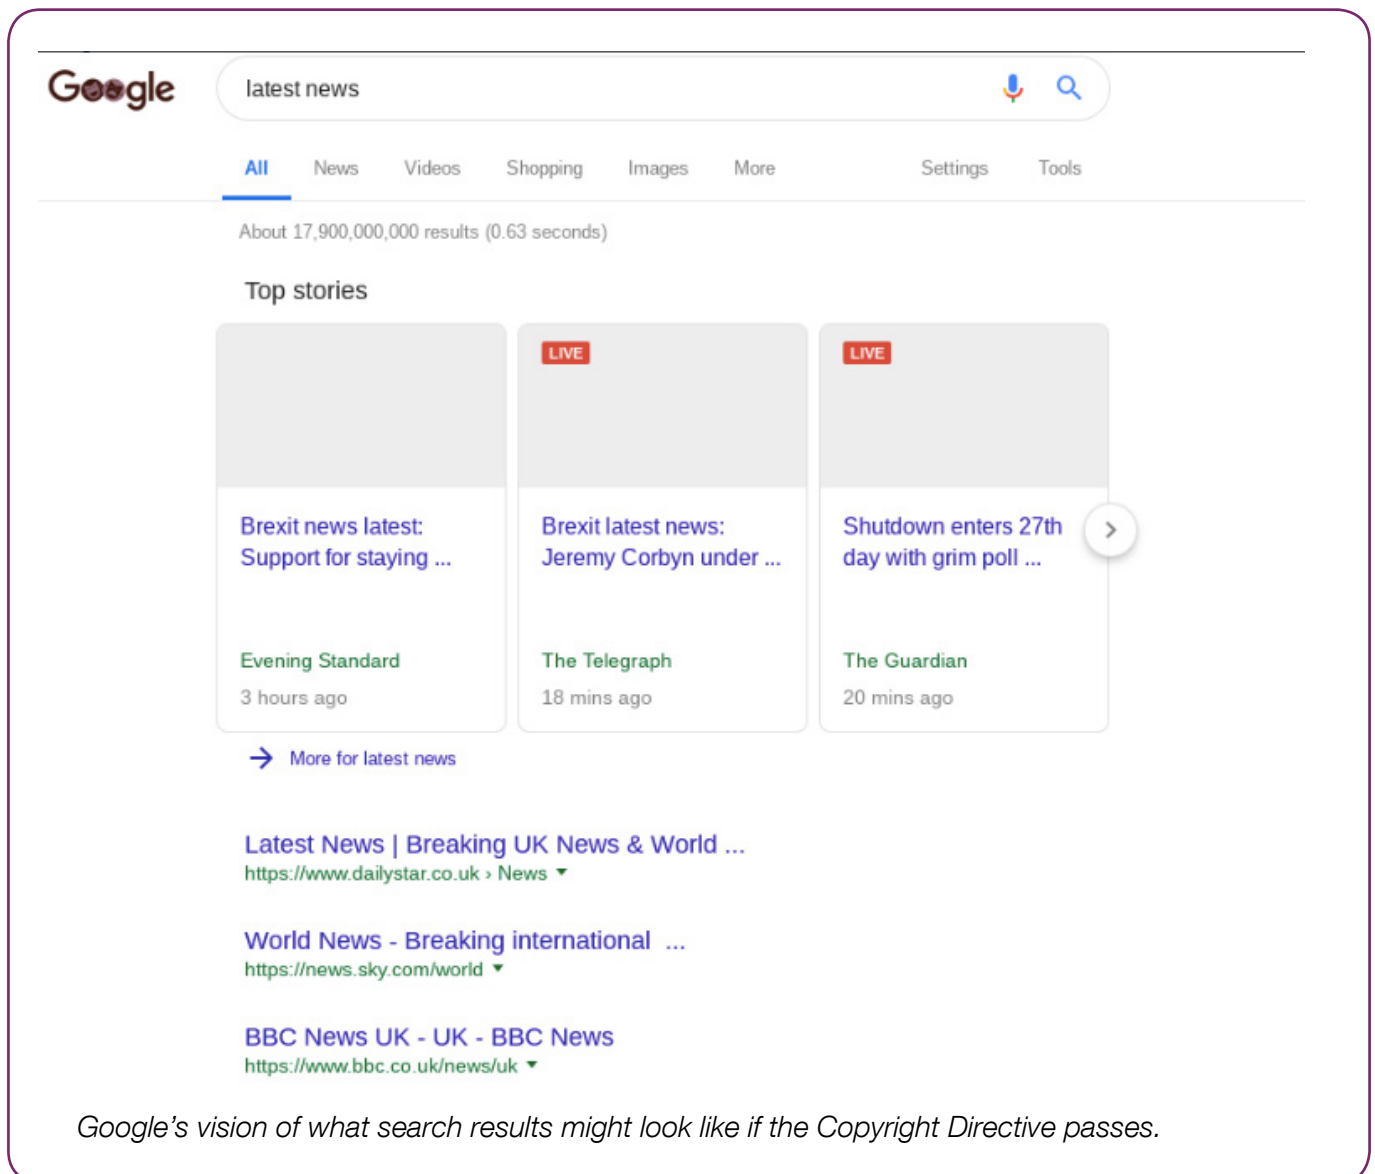 Google
latest news
All News Videos Shopping Images More Settings Tools
About 17,900,000,000 results (0.63 seconds)
Top stories
LIVE
LIVE
Brexit news latest:
Support for staying ...
Evening Standard
3 hours ago
Brexit latest news:
Jeremy Corbyn under ...
The Telegraph
18 mins ago
Shutdown enters 27th
day with grim poll ...
The Guardian
20 mins ago
More for latest news
Latest News | Breaking UK News & World ...
https://www.dailystar.co.uk › News
World News - Breaking international ...
https://news.sky.com/world
BBC News UK - UK - BBC News
https://www.bbc.co.uk/news/uk
Google's vision of what search results might look like if the Copyright Directive passes.